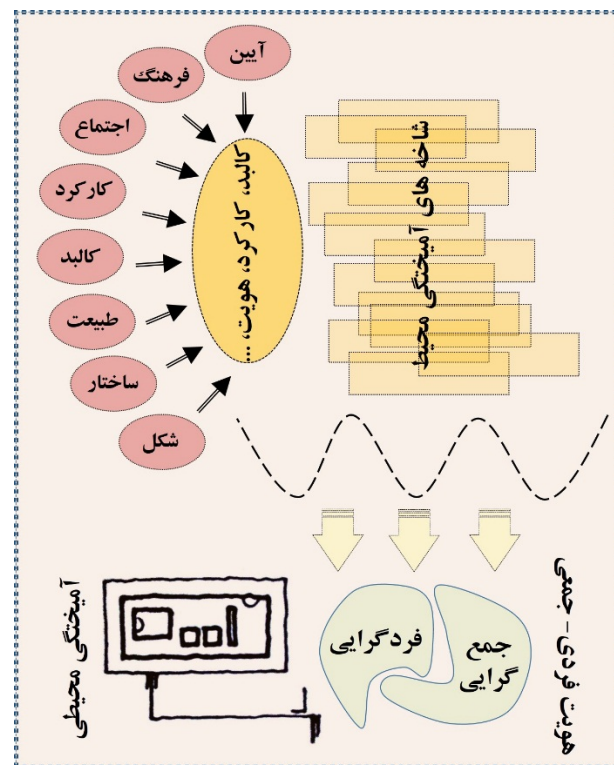 آیین
فرهنگ
اجتماع
کارکرد
کالبد
طبیعت
ساختار
شکل
کالبد، کارکرد، هویت، ...
شاخه های آمیختگی محیط
آمیختگی محیطی
فردگرایی
جمع
گرایی
هویت فردی- جمعی